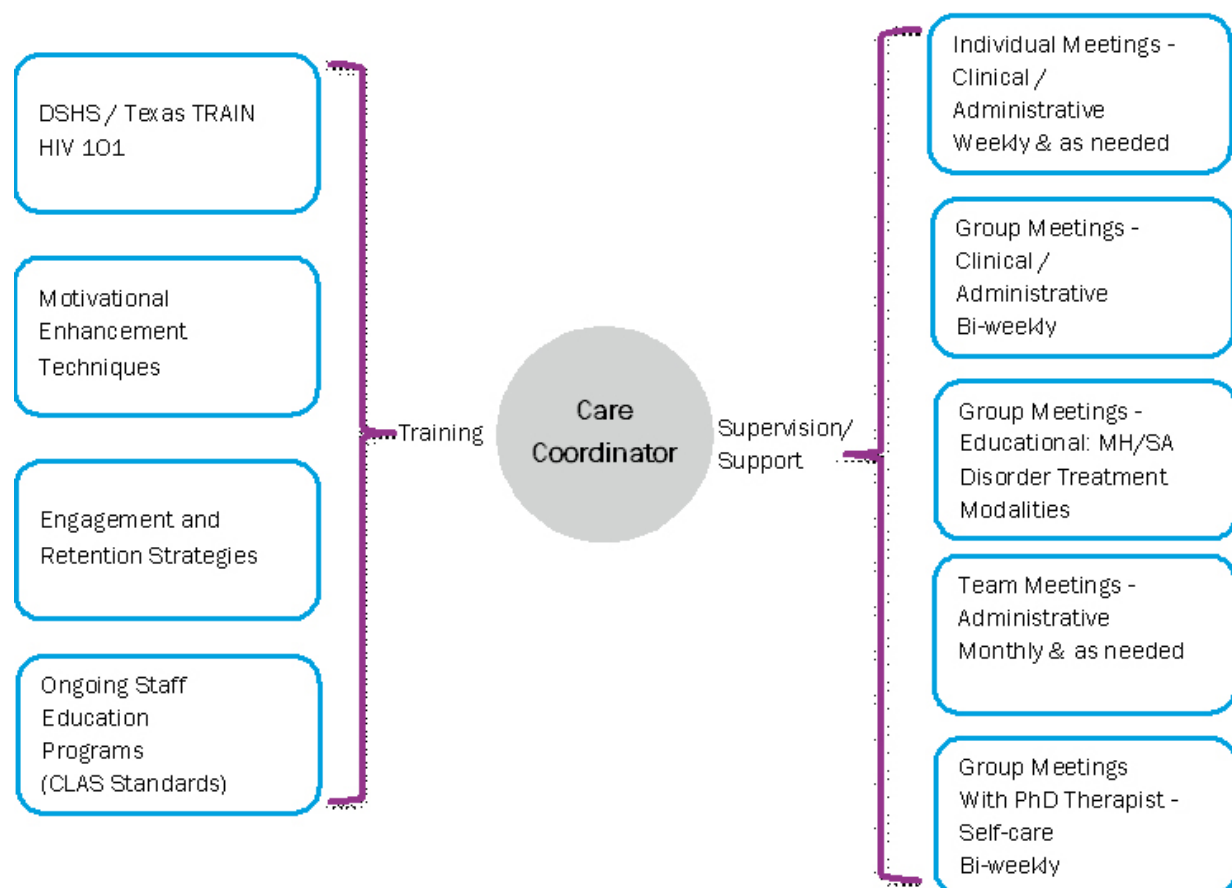 DSHS / Texas TRAIN
HIV 101
Motivational
Enhancement
Techniques
Engagement and
Retention Strategies
Ongoing Staff
Education
Programs
(CLAS Standards)
Training
Care
Coordinator
Supervision/
Support
Individual Meetings -
Clinical /
Administrative
Weekly & as needed
Group Meetings -
Clinical /
Administrative
Bi-weekly
Group Meetings -
Educational: MH/SA
Disorder Treatment
Modalities
Team Meetings -
Administrative
Monthly & as needed
Group Meetings
With PhD Therapist -
Self-care
Bi-weekly